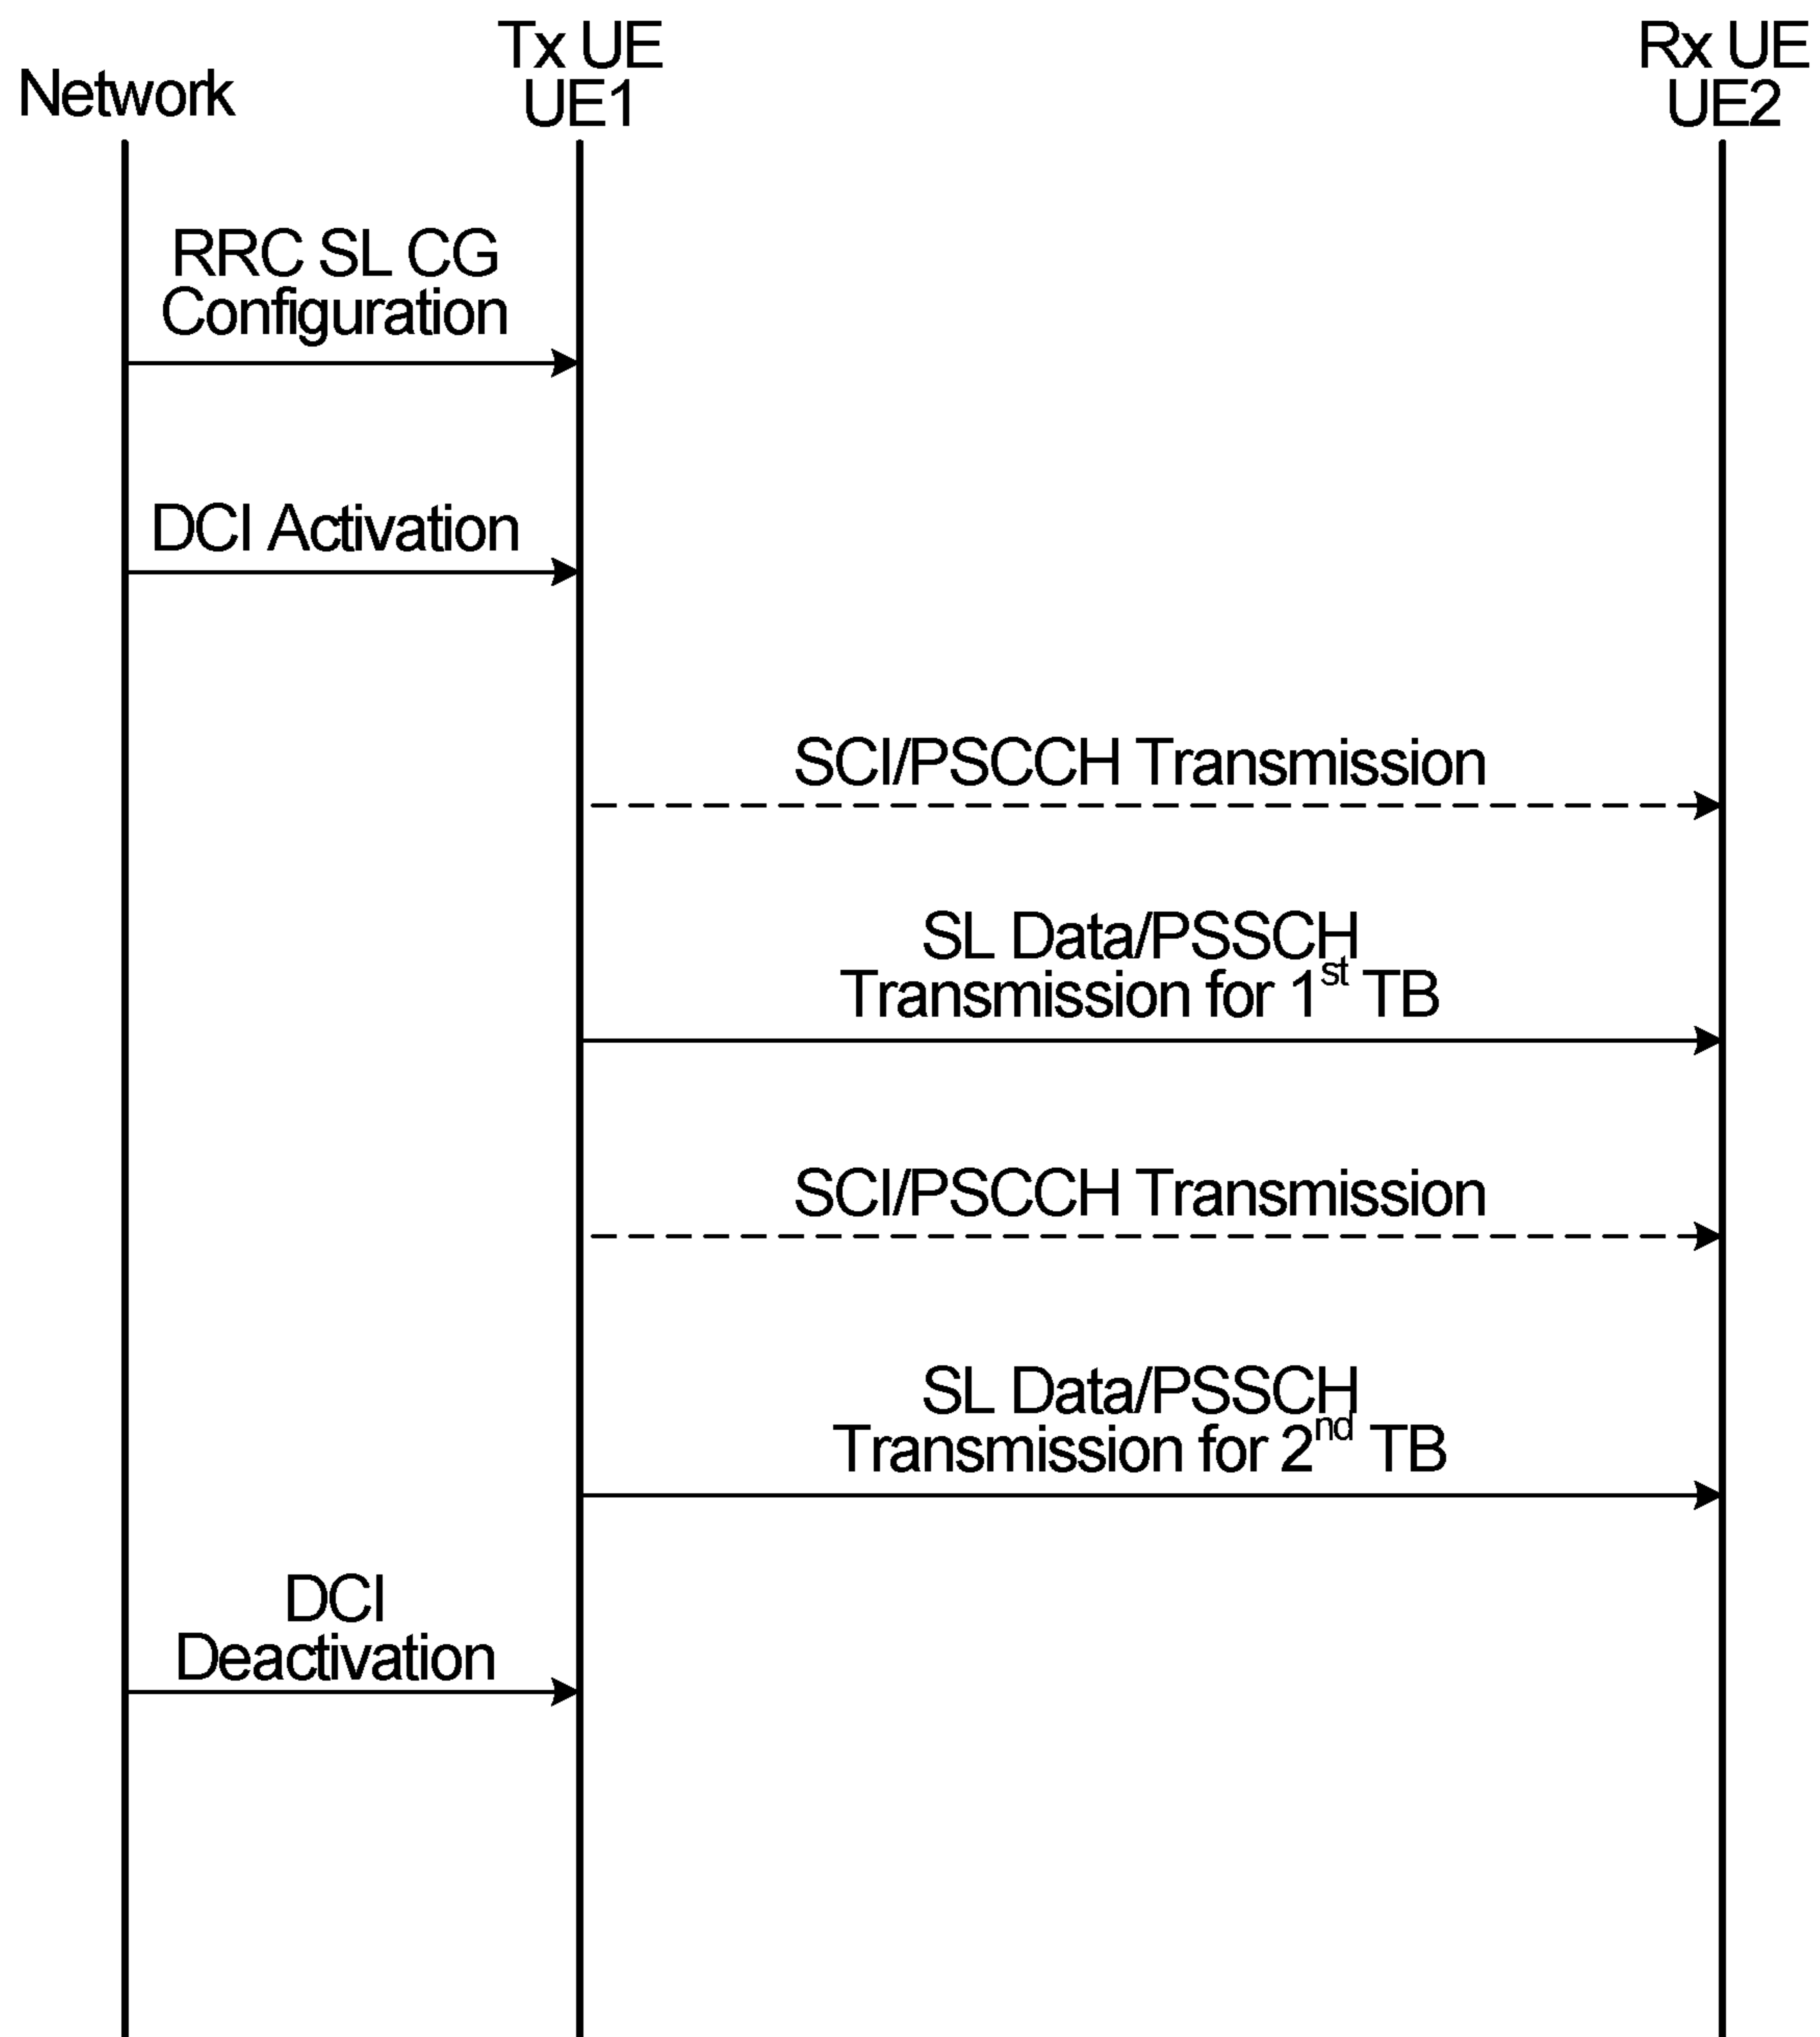 Network
Tx UE
UE1
Rx UE
UE2
RRC SL CG
Configuration
DCI Activation
SCI/PSCCH Transmission
SL Data/PSSCH
Transmission for 1st TB
SCI/PSCCH Transmission
SL Data/PSSCH
Transmission for 2nd TB
DCI
Deactivation